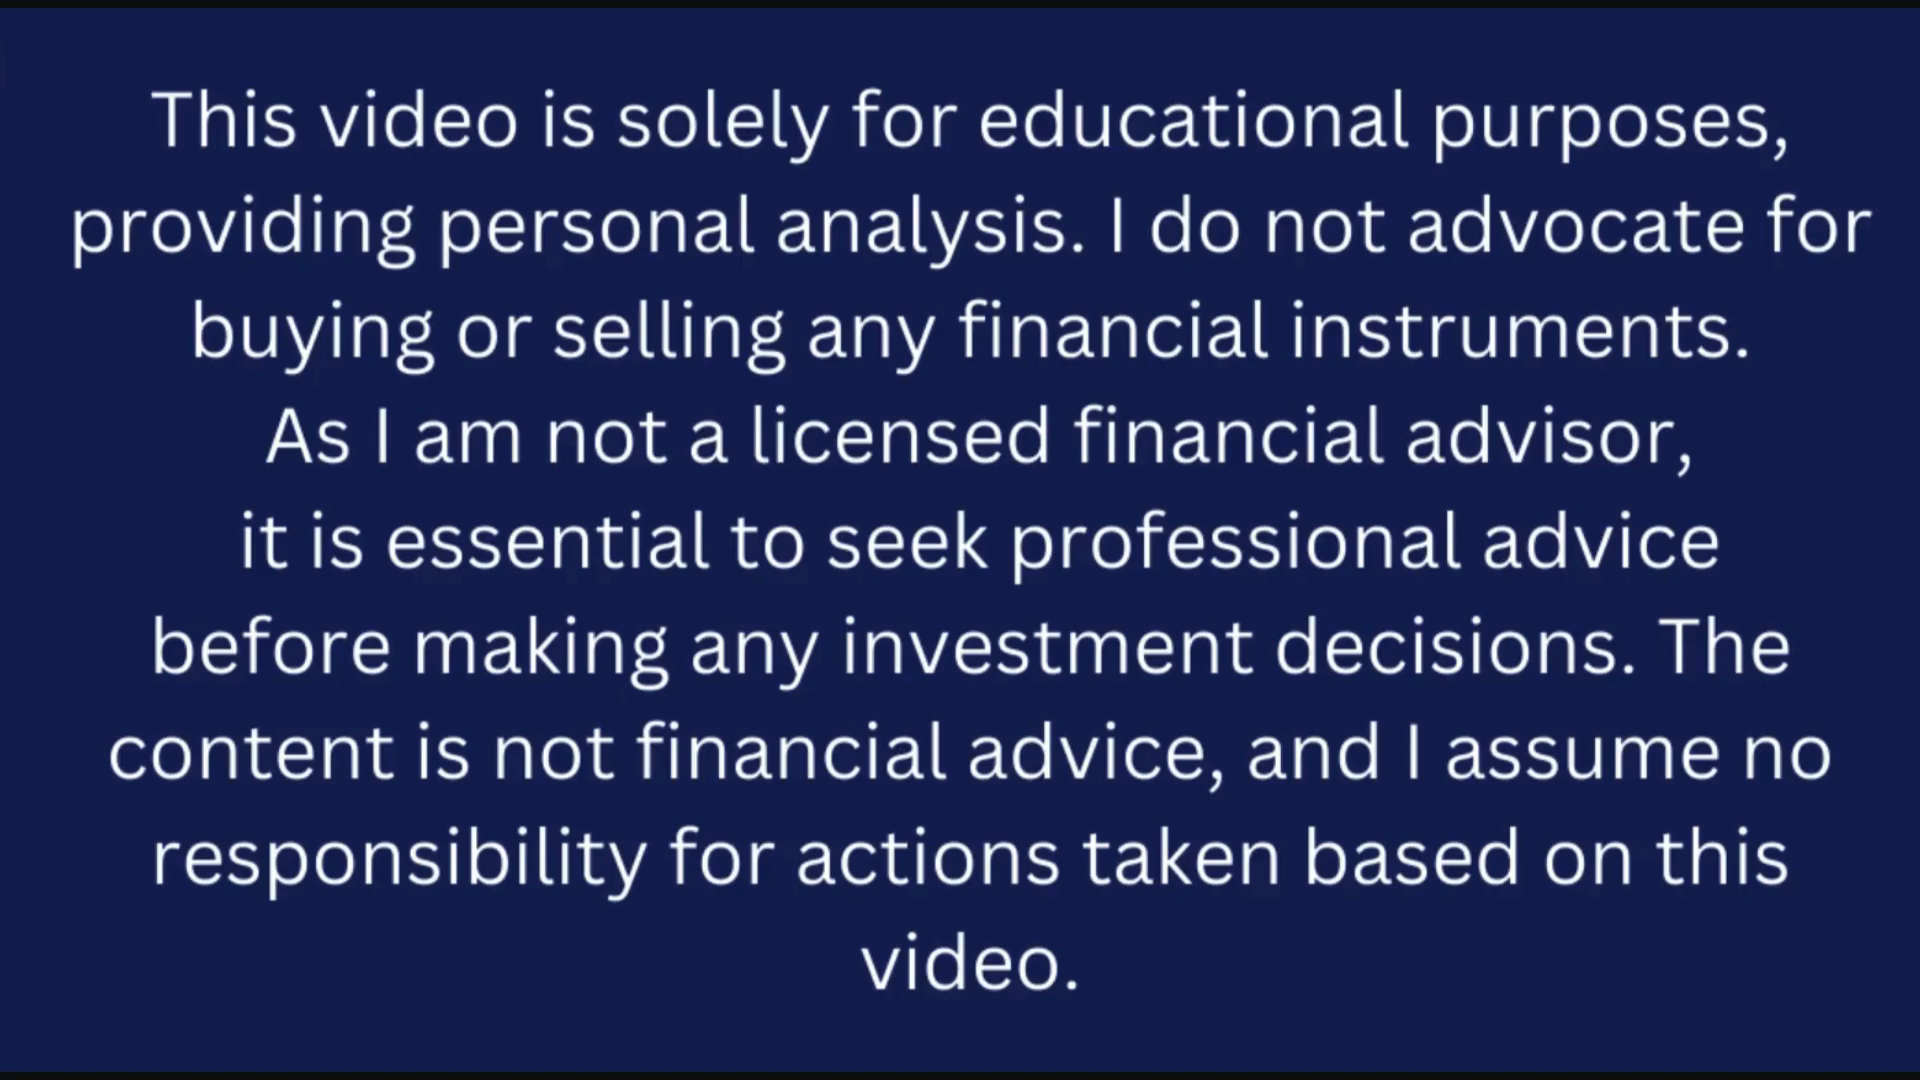 This video is solely for educational purposes,
providing personal analysis. I do not advocate for
buying or selling any financial instruments.
As I am not a licensed financial advisor,
it is essential to seek professional advice
before making any investment decisions. The
content is not financial advice, and I assume no
responsibility for actions taken based on this
video.